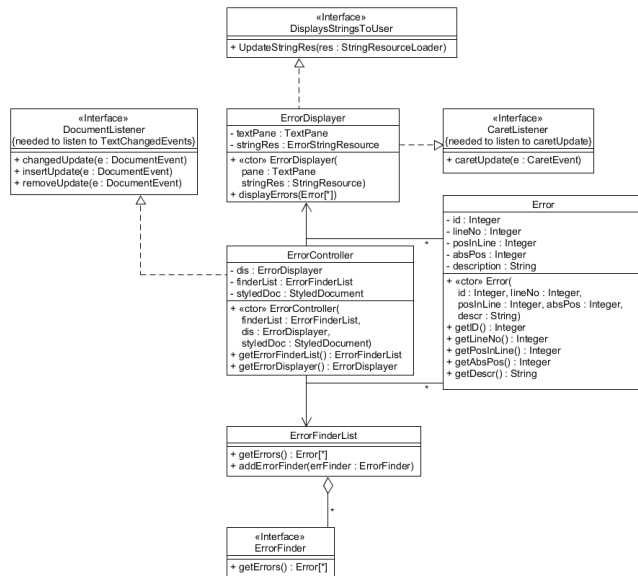 «Interface»
DisplaysStringsToUser
+ UpdateStringRes(res : StringResourceLoader)
«Interface»
DocumentListener
{needed to listen to TextChangedEvents}
+ changedUpdate(e : DocumentEvent)
+ insertUpdate(e : DocumentEvent)
+ removeUpdate(e : DocumentEvent)
ErrorDisplayer
- textPane : TextPane
- stringRes : ErrorStringResource
+ «ctor» ErrorDisplayer(
pane : TextPane
stringRes : StringResource)
+ displayErrors(Error[*])
«Interface»
CaretListener
{needed to listen to caretUpdate}
+ caretUpdate(e : CaretEvent)
Error
- id : Integer
- lineNo : Integer
- posInLine : Integer
- absPos : Integer
- description : String
+ «ctor» Error(
id : Integer, lineNo : Integer,
posInLine : Integer, absPos : Integer,
descr : String)
+ getID() : Integer
+ getLineNo() : Integer
+ getPosInLine() : Integer
+ getAbsPos() : Integer
+ getDescr() : String
*
*
ErrorController
- dis : ErrorDisplayer
- finderList : ErrorFinderList
- styledDoc : StyledDocument
+ «ctor» ErrorController(
finderList : ErrorFinderList,
dis : ErrorDisplayer,
styledDoc : StyledDocument)
+ getErrorFinderList() : ErrorFinderList
+ getErrorDisplayer() : ErrorDisplayer
ErrorFinderList
+ getErrors() : Error[*]
+ addErrorFinder(errFinder : ErrorFinder)
*
«Interface»
ErrorFinder
+ getErrors() : Error[*]